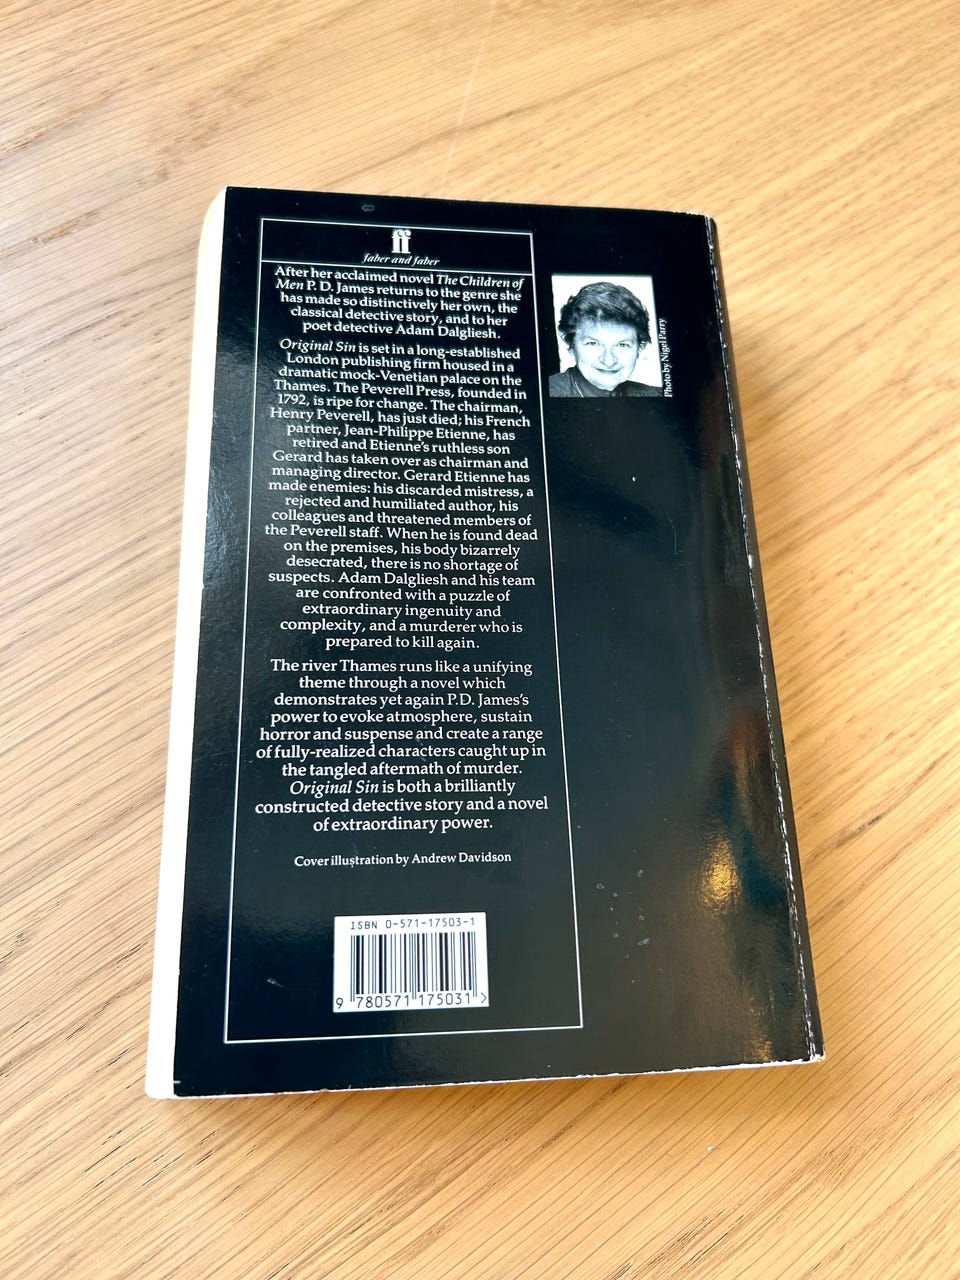 ff
faber and faber
After her acclaimed novel The Children of
Men P. D. James returns to the genre she
has made so distinctively her own, the
classical detective story, and to her
poet detective Adam Dalgliesh.
Original Sin is set in a long-established
London publishing firm housed in a
dramatic mock-Venetian palace on the
Thames. The Peverell Press, founded in
1792, is ripe for change. The chairman,
Henry Peverell, has just died; his French
partner, Jean-Philippe Etienne, has
retired and Etienne's ruthless son
Gerard has taken over as chairman and
managing director. Gerard Etienne has
made enemies: his discarded mistress, a
rejected and humiliated author, his
colleagues and threatened members of
the Peverell staff. When he is found dead
on the premises, his body bizarrely
desecrated, there is no shortage of
suspects. Adam Dalgliesh and his team
are confronted with a puzzle of
extraordinary ingenuity and
complexity, and a murderer who is
prepared to kill again.
The river Thames runs like a unifying
theme through a novel which
demonstrates yet again P.D. James's
power to evoke atmosphere, sustain
horror and suspense and create a range
of fully-realized characters caught up in
the tangled aftermath of murder.
Original Sin is both a brilliantly
constructed detective story and a novel
of extraordinary power.
Cover illustration by Andrew Davidson
ISBN 0-571-17503-1
9 780571 175031 >
Photo by Nigel Parry